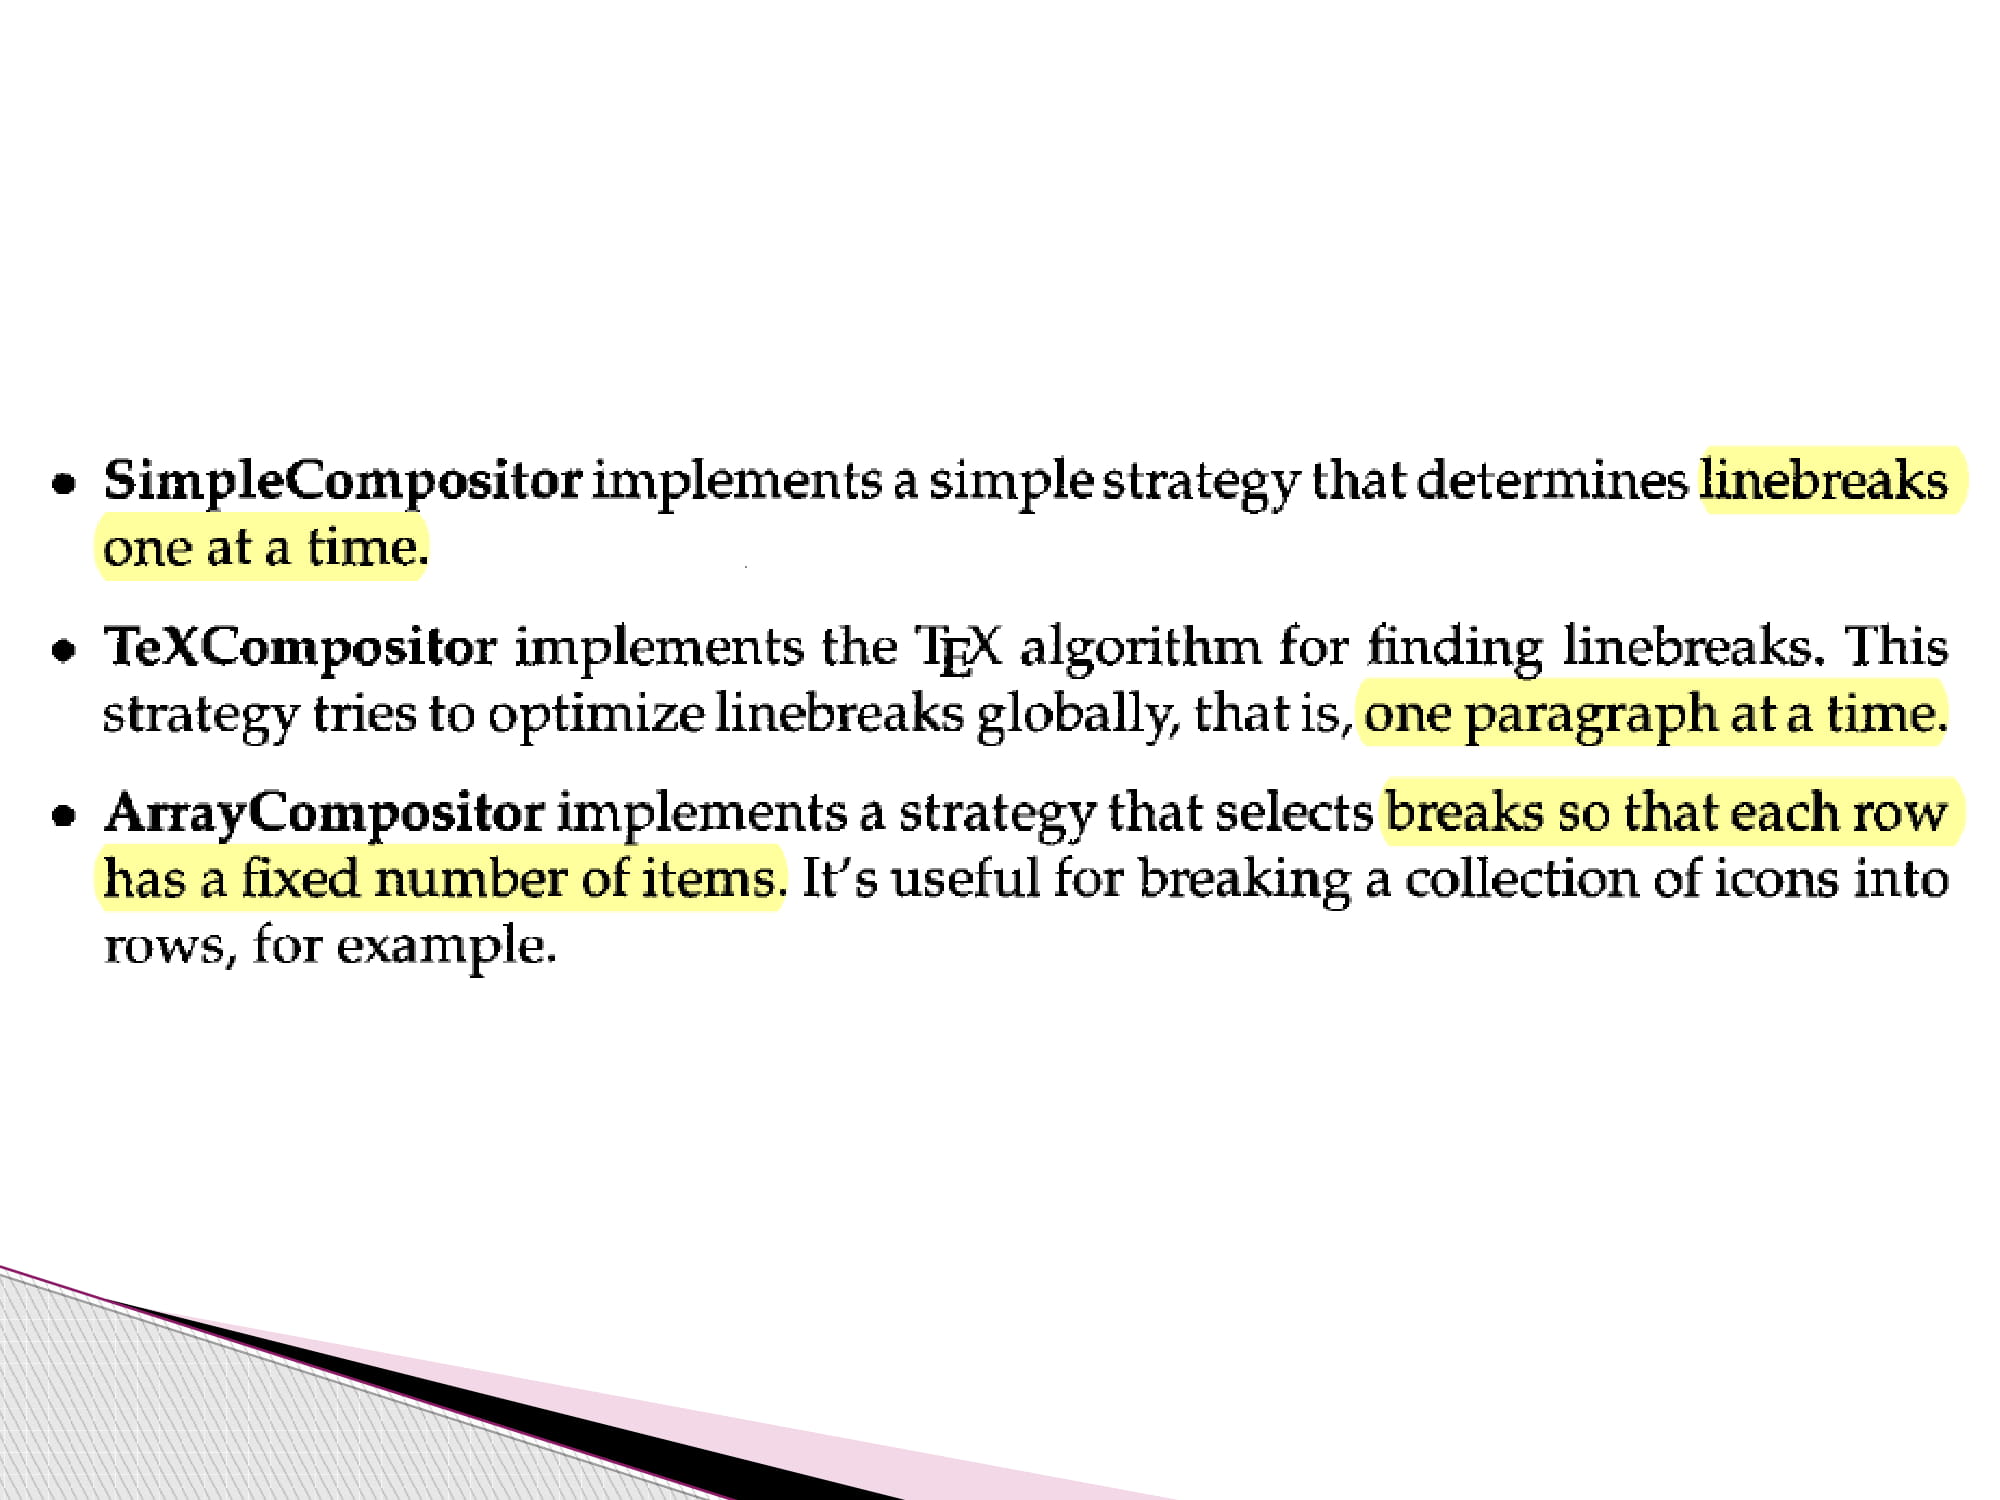 • SimpleCompositor implements a simple strategy that determines linebreaks
one at a time.
• TeXCompositor implements the TEX algorithm for finding linebreaks. This
strategy tries to optimize linebreaks globally, that is, one paragraph at a time.
• ArrayCompositor implements a strategy that selects breaks so that each row
has a fixed number of items. It's useful for breaking a collection of icons into
rows, for example.